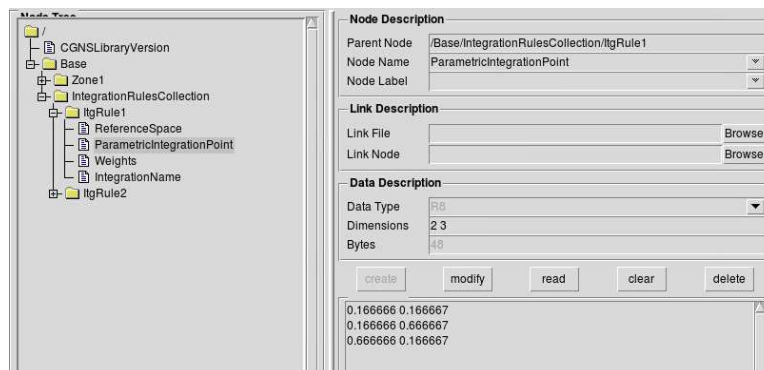 Node Tree
/
CGNSLibraryVersion
Base
Zone1
IntegrationRulesCollection
ItgRule1
ReferenceSpace
ParametricIntegrationPoint
Weights
IntegrationName
ItgRule2
Node Description
Parent Node /Base/IntegrationRulesCollection/ItgRule1
Node Name ParametricIntegrationPoint
Node Label
Link Description
Link File Browse
Link Node Browse
Data Description
Data Type R8
Dimensions 2 3
Bytes 48
create modify read clear delete
0.166666 0.166667
0.166666 0.666667
0.666666 0.166667